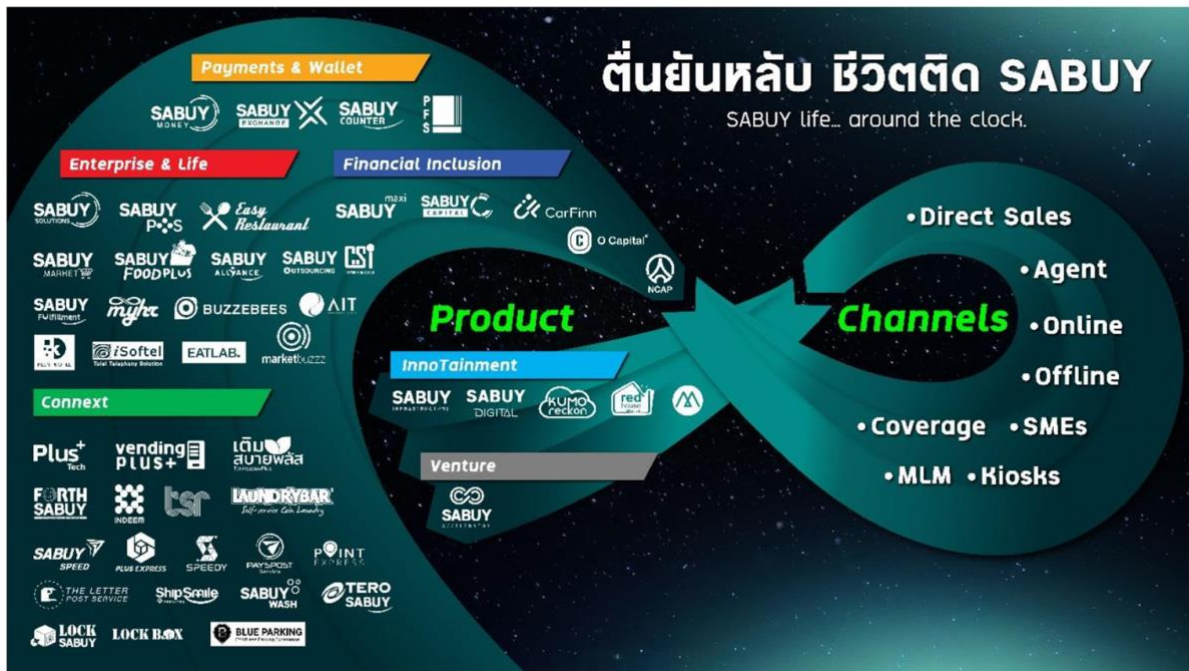 ตื่นยันหลับ ชีวิตติด SABUY
SABUY life... around the clock.
Payments & Wallet
SABUY MONEY
SABUY EXCHANGE
SABUY COUNTER
PFS
Enterprise & Life
SABUY SOLUTIONS
SABUY POS
Easy Restaurant
SABUY MARKET
SABUY FOODPLUS
SABUY ALLYANCE
SABUY OUTSOURCING
CSI
SABUY Fulfillment
myhr
BUZZEBEES
AIT
iSoftel
Total Telephony Solution
EATLAB.
marketbuzzz
Financial Inclusion
SABUY maxi
SABUY CAPITAL
CarFinn
O Capital
NCAP
Connext
Plus+ Tech
vending plus+
เติมสบายพลัส
FORTH SABUY
INDEEM
tsr
LAUNDRYBAR
Self-service Coin Laundry
SABUY SPEED
PLUS EXPRESS
SPEEDY
PAYSPOST
Service
POINT EXPRESS
THE LETTER POST SERVICE
ShipSmile
SABUY WASH
TERO SABUY
LOCK SABUY
LOCK BOX
BLUE PARKING
Product
InnoTainment
SABUY INFRASTRUCTURE
SABUY DIGITAL
KUMO reckon
red house
Venture
SABUY ACCELERATOR
Channels
•Direct Sales
•Agent
•Online
•Offline
•Coverage •SMEs
•MLM •Kiosks